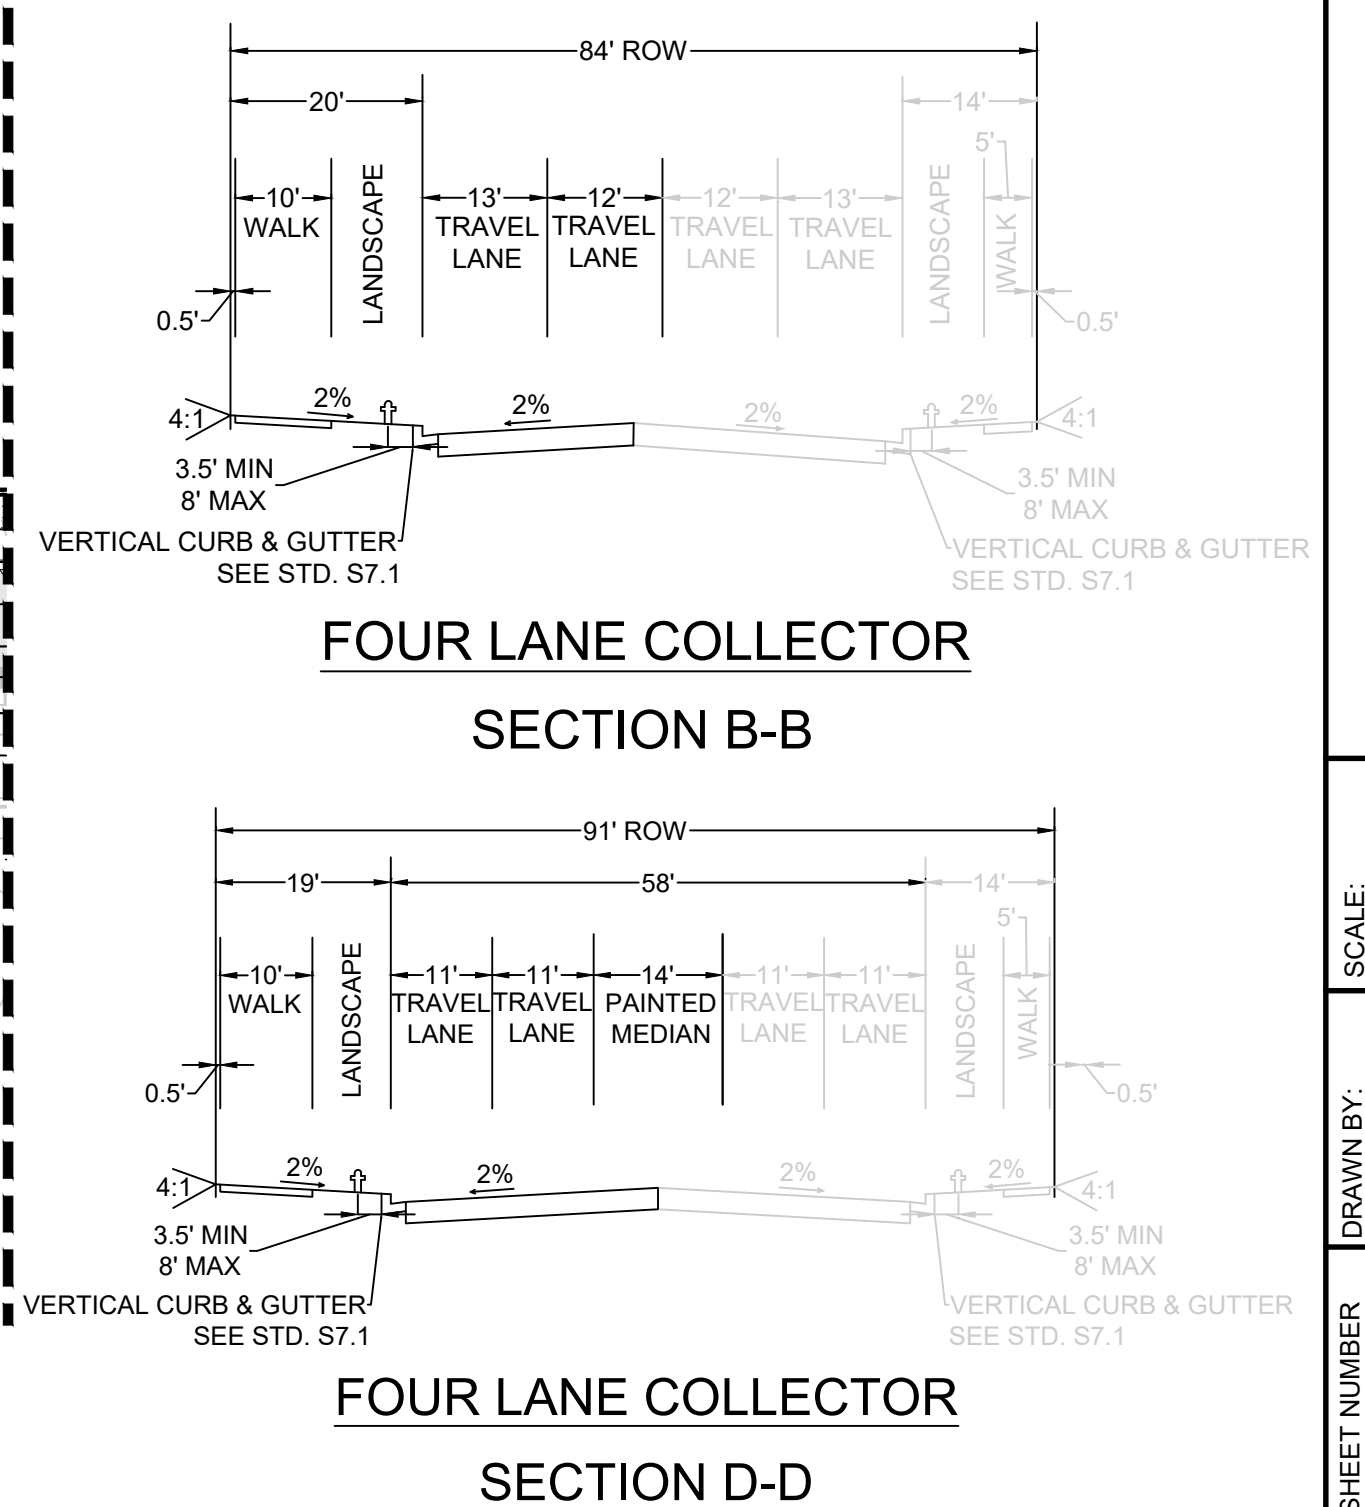 84' ROW
20'
14'
5'
10'
WALK
LANDSCAPE
13'
TRAVEL
LANE
12'
TRAVEL
LANE
12'
TRAVEL
LANE
13'
TRAVEL
LANE
LANDSCAPE
WALK
0.5'
0.5'
4:1
2%
2%
2%
2%
4:1
3.5' MIN
8' MAX
3.5' MIN
8' MAX
VERTICAL CURB & GUTTER
SEE STD. S7.1
VERTICAL CURB & GUTTER
SEE STD. S7.1
FOUR LANE COLLECTOR
SECTION B-B
91' ROW
19'
58'
14'
5'
10'
WALK
LANDSCAPE
11'
TRAVEL
LANE
11'
TRAVEL
LANE
14'
PAINTED
MEDIAN
11'
TRAVEL
LANE
11'
TRAVEL
LANE
LANDSCAPE
WALK
0.5'
0.5'
4:1
2%
2%
2%
2%
4:1
3.5' MIN
8' MAX
3.5' MIN
8' MAX
VERTICAL CURB & GUTTER
SEE STD. S7.1
VERTICAL CURB & GUTTER
SEE STD. S7.1
FOUR LANE COLLECTOR
SECTION D-D
SCALE:
DRAWN BY:
SHEET NUMBER